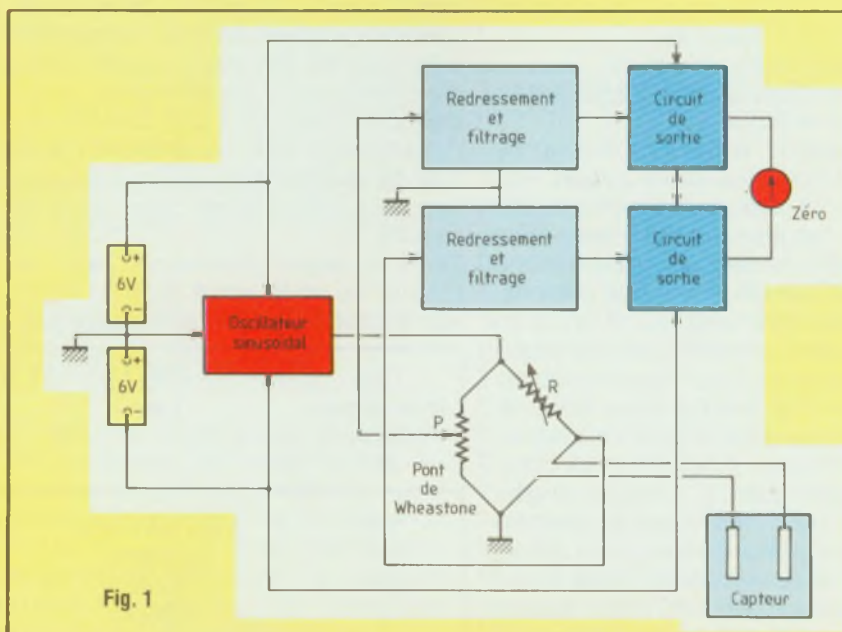 Redressement
et
filtrage
Circuit
de
sortie
Zéro
Redressement
et
filtrage
Circuit
de
sortie
+
6V
-
+
6V
-
Oscillateur
sinusoïdal
R
P
Pont
de
Wheastone
Capteur
Fig. 1